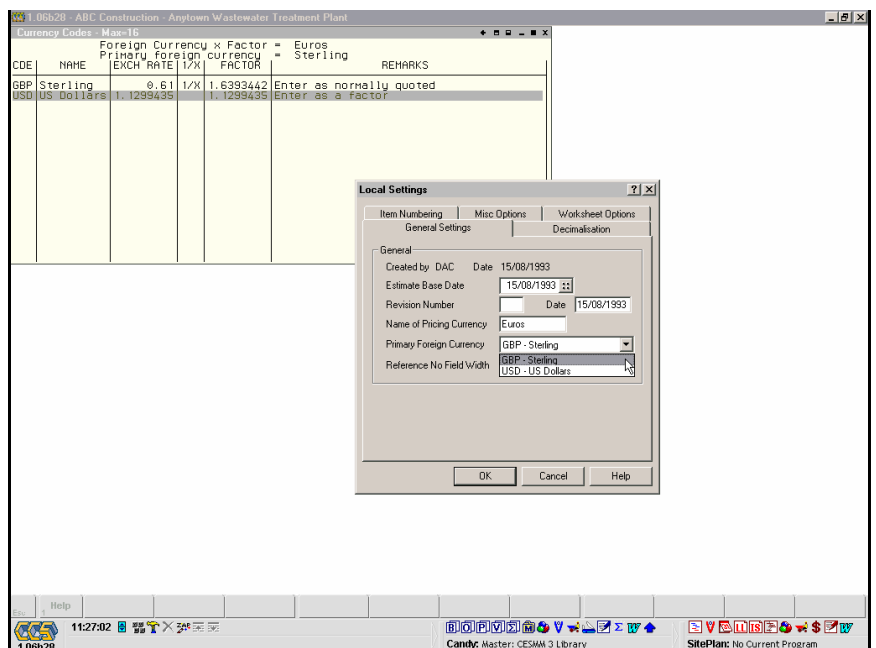 1.06b28 - ABC Construction - Anytown Wastewater Treatment Plant
Currency Codes - Max=16
Foreign Currency x Factor = Euros
Primary foreign currency = Sterling
CDE NAME EXCH RATE 1/X FACTOR REMARKS
GBP Sterling 0.61 1/X 1.6393442 Enter as normally quoted
USD US Dollars 1.1299435 1.1299435 Enter as a factor
Local Settings
Item Numbering Misc Options Worksheet Options
General Settings Decimalisation
General
Created by DAC Date 15/08/1993
Estimate Base Date 15/08/1993
Revision Number Date 15/08/1993
Name of Pricing Currency Euros
Primary Foreign Currency GBP - Sterling
GBP - Sterling
Reference No Field Width USD - US Dollars
OK Cancel Help
Esc 1 Help
CCS 11:27:02
1.06b28 Candy: Master: CESMM 3 Library SitePlan: No Current Program